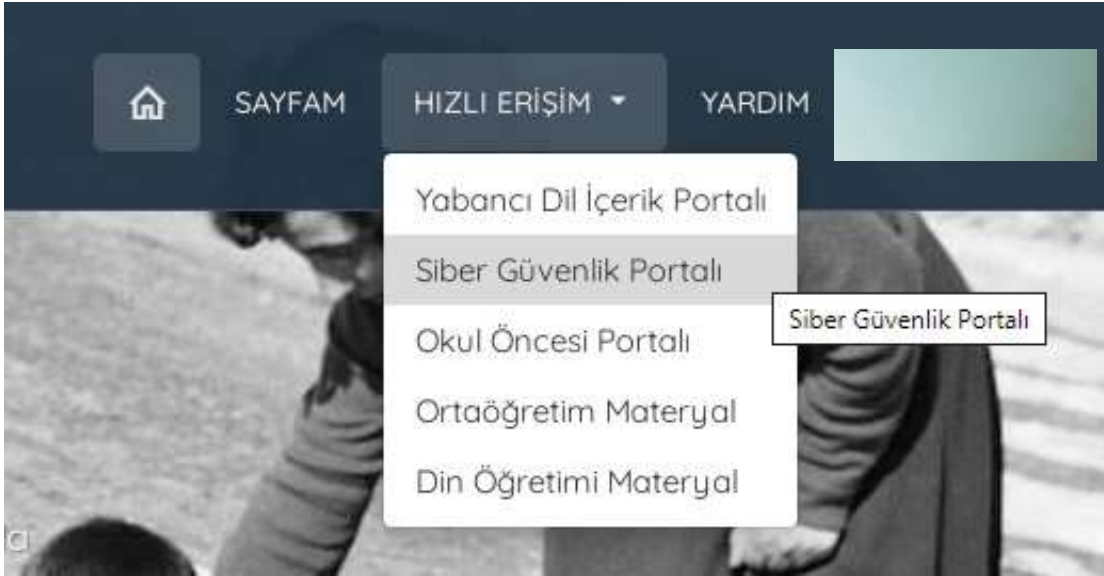 SAYFAM
HIZLI ERİŞİM
YARDIM
Yabancı Dil İçerik Portalı
Siber Güvenlik Portalı
Siber Güvenlik Portalı
Okul Öncesi Portalı
Ortaöğretim Materyal
Din Öğretimi Materyal
a